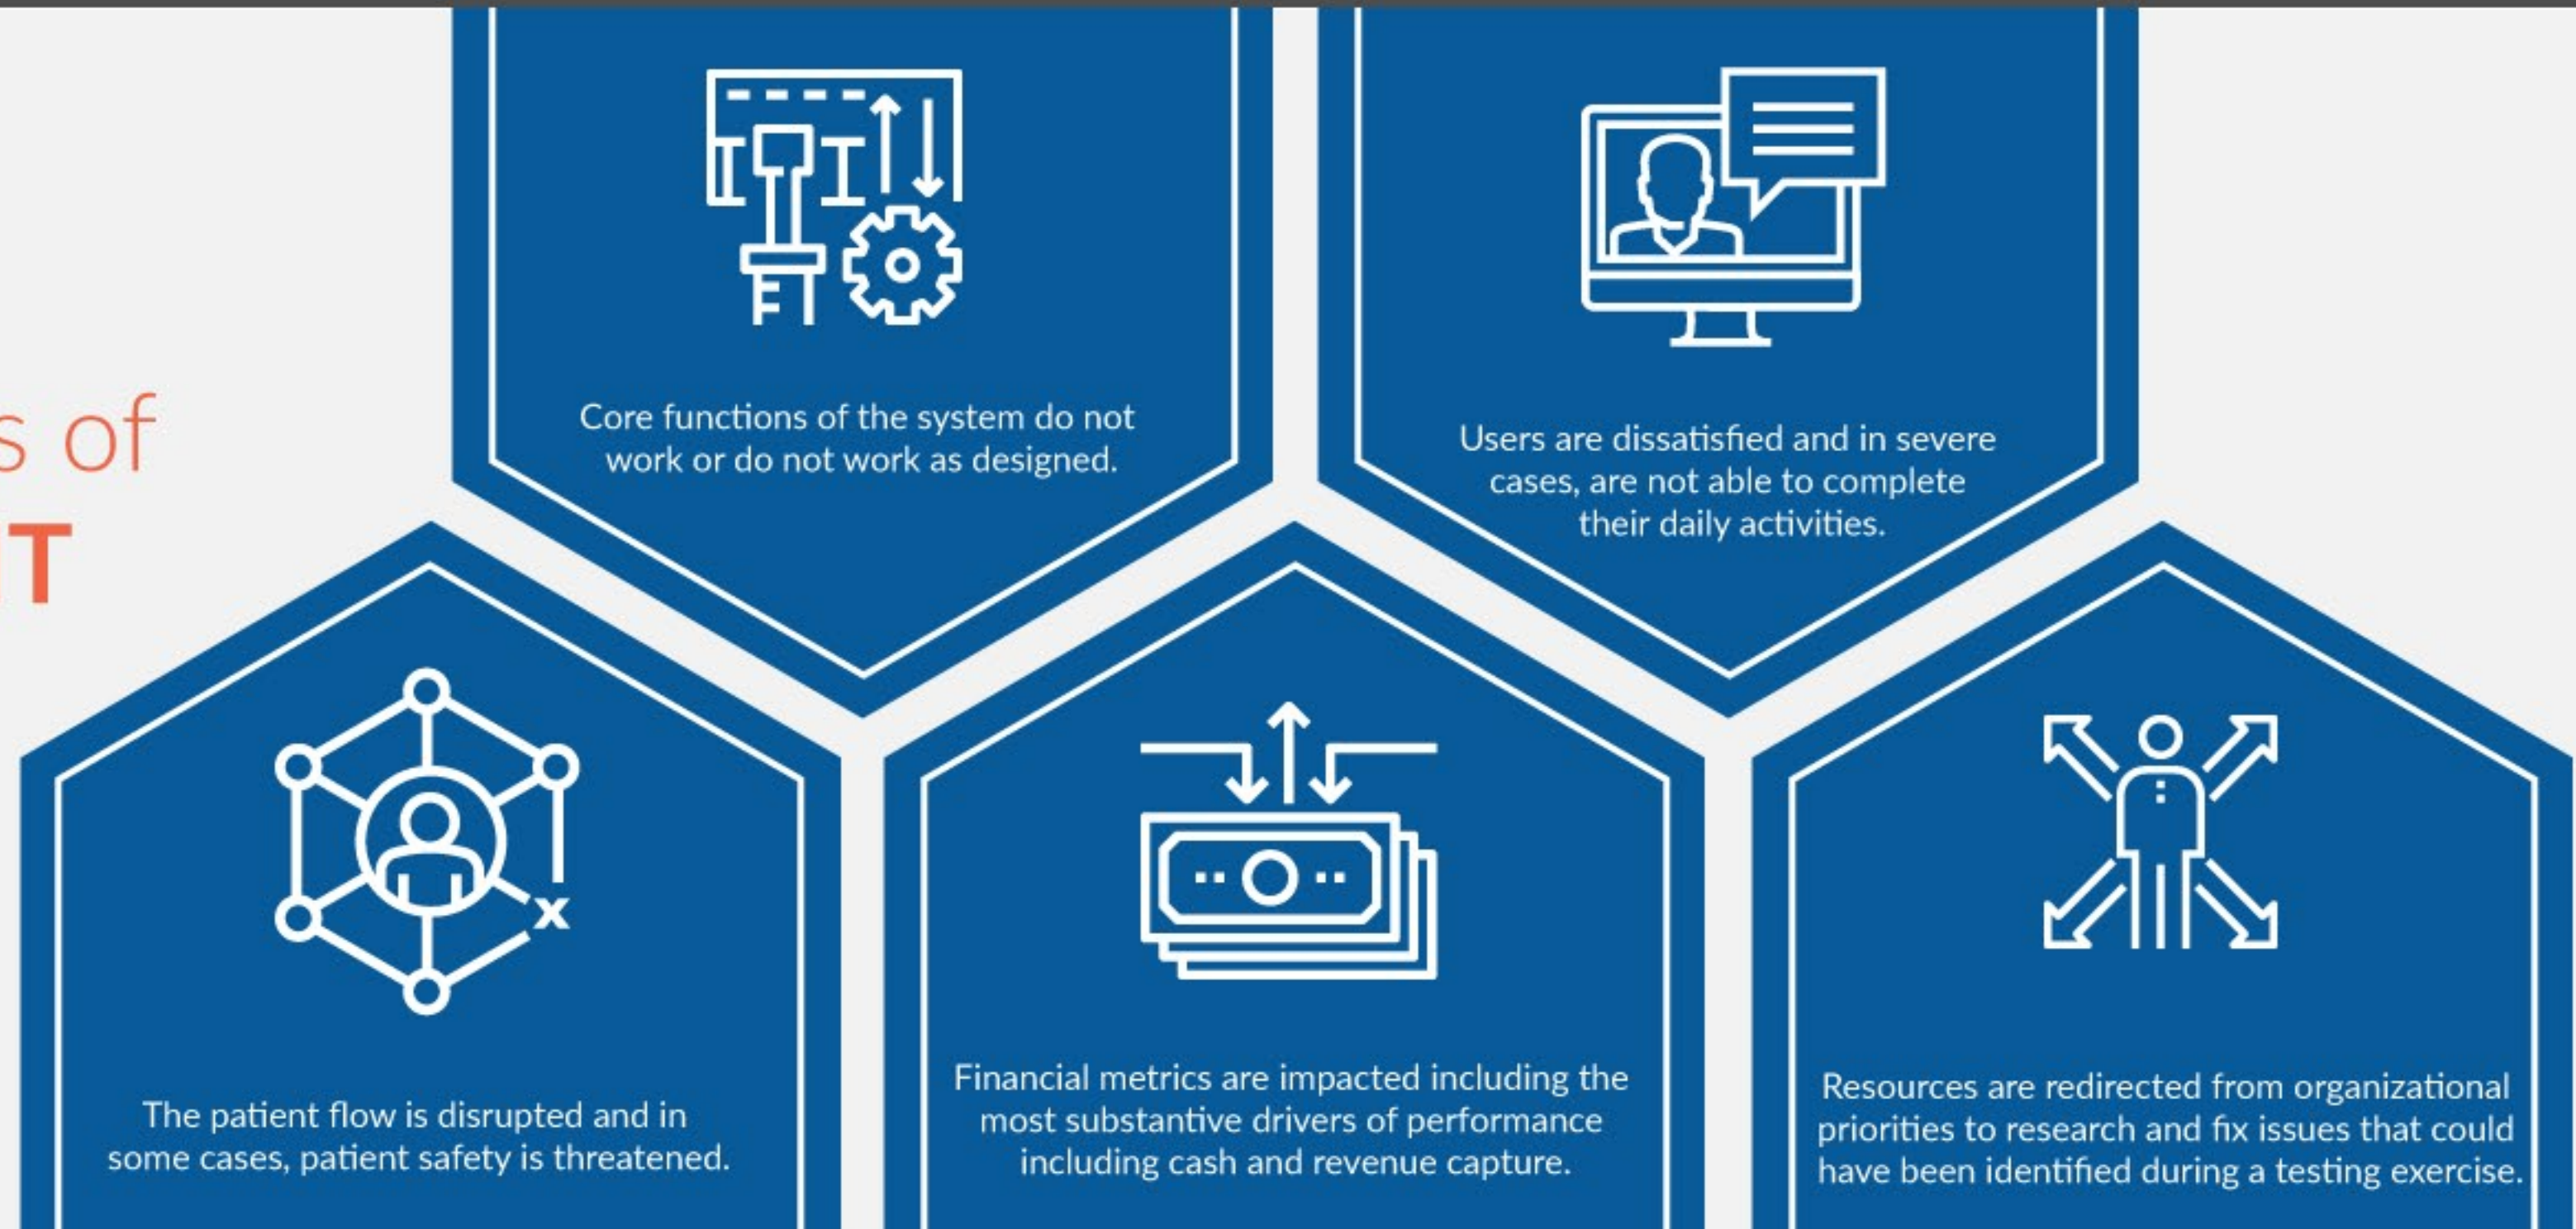 s of
T
Core functions of the system do not
work or do not work as designed.
Users are dissatisfied and in severe
cases, are not able to complete
their daily activities.
x
The patient flow is disrupted and in
some cases, patient safety is threatened.
Financial metrics are impacted including the
most substantive drivers of performance
including cash and revenue capture.
Resources are redirected from organizational
priorities to research and fix issues that could
have been identified during a testing exercise.